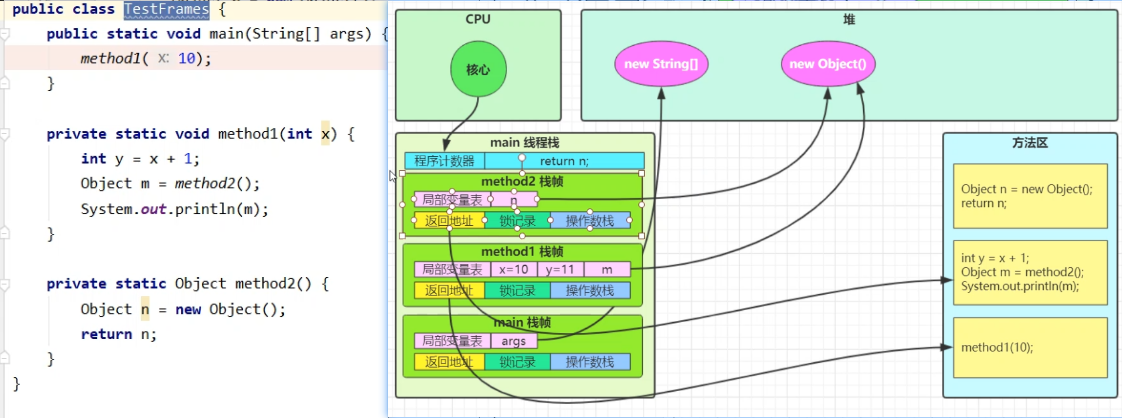 public class TestFrames {
public static void main(String[] args) {
method1( x: 10);
}
private static void method1(int x) {
int y = x + 1;
Object m = method2();
System.out.println(m);
}
private static Object method2() {
Object n = new Object();
return n;
}
}
CPU
核心
堆
new String[]
new Object()
main 线程栈
程序计数器 return n;
method2 栈帧
局部变量表 n
返回地址 锁记录 操作数栈
method1 栈帧
局部变量表 x=10 y=11 m
返回地址 锁记录 操作数栈
main 栈帧
局部变量表 args
返回地址 锁记录 操作数栈
方法区
Object n = new Object();
return n;
int y = x + 1;
Object m = method2();
System.out.println(m);
method1(10);